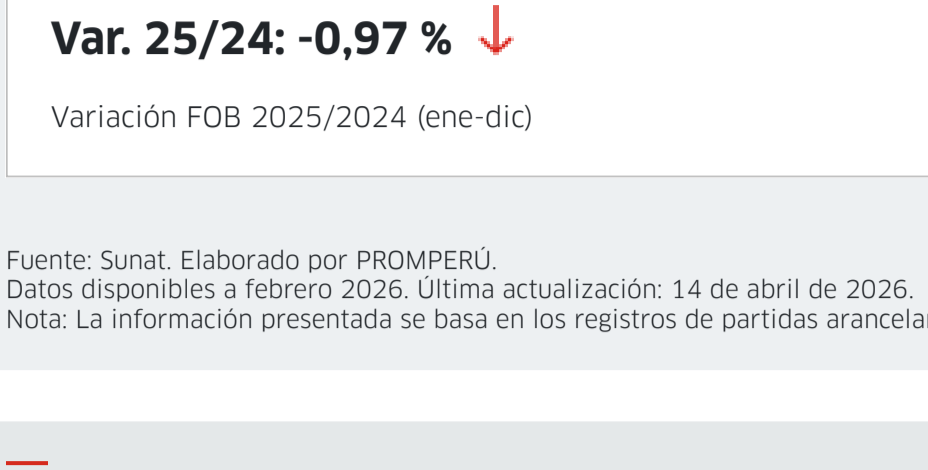 Var. 25/24: -0,97 %
Variación FOB 2025/2024 (ene-dic)
Fuente: Sunat. Elaborado por PROMPERÚ.
Datos disponibles a febrero 2026. Última actualización: 14 de abril de 2026.
Nota: La información presentada se basa en los registros de partidas